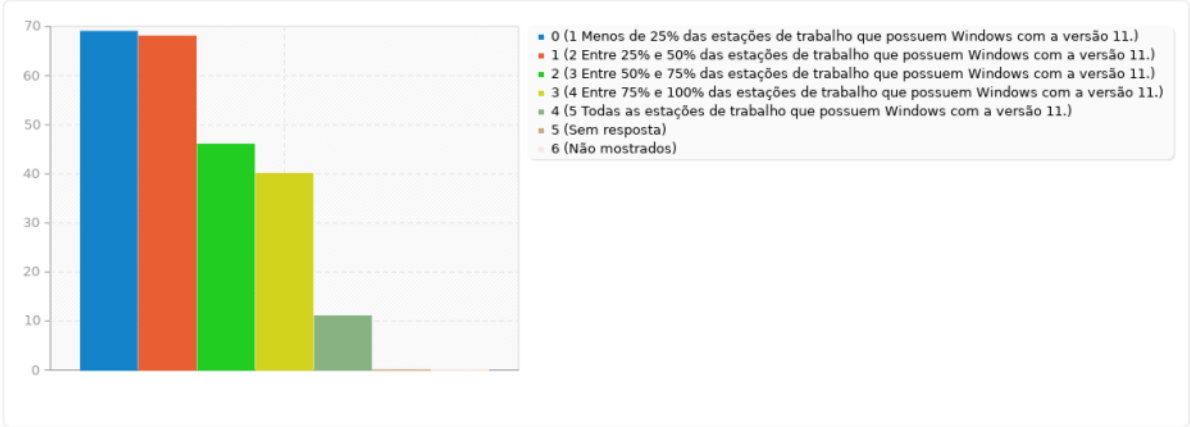 70
60
50
40
30
20
10
0
0 (1 Menos de 25% das estações de trabalho que possuem Windows com a versão 11.)
1 (2 Entre 25% e 50% das estações de trabalho que possuem Windows com a versão 11.)
2 (3 Entre 50% e 75% das estações de trabalho que possuem Windows com a versão 11.)
3 (4 Entre 75% e 100% das estações de trabalho que possuem Windows com a versão 11.)
4 (5 Todas as estações de trabalho que possuem Windows com a versão 11.)
5 (Sem resposta)
6 (Não mostrados)